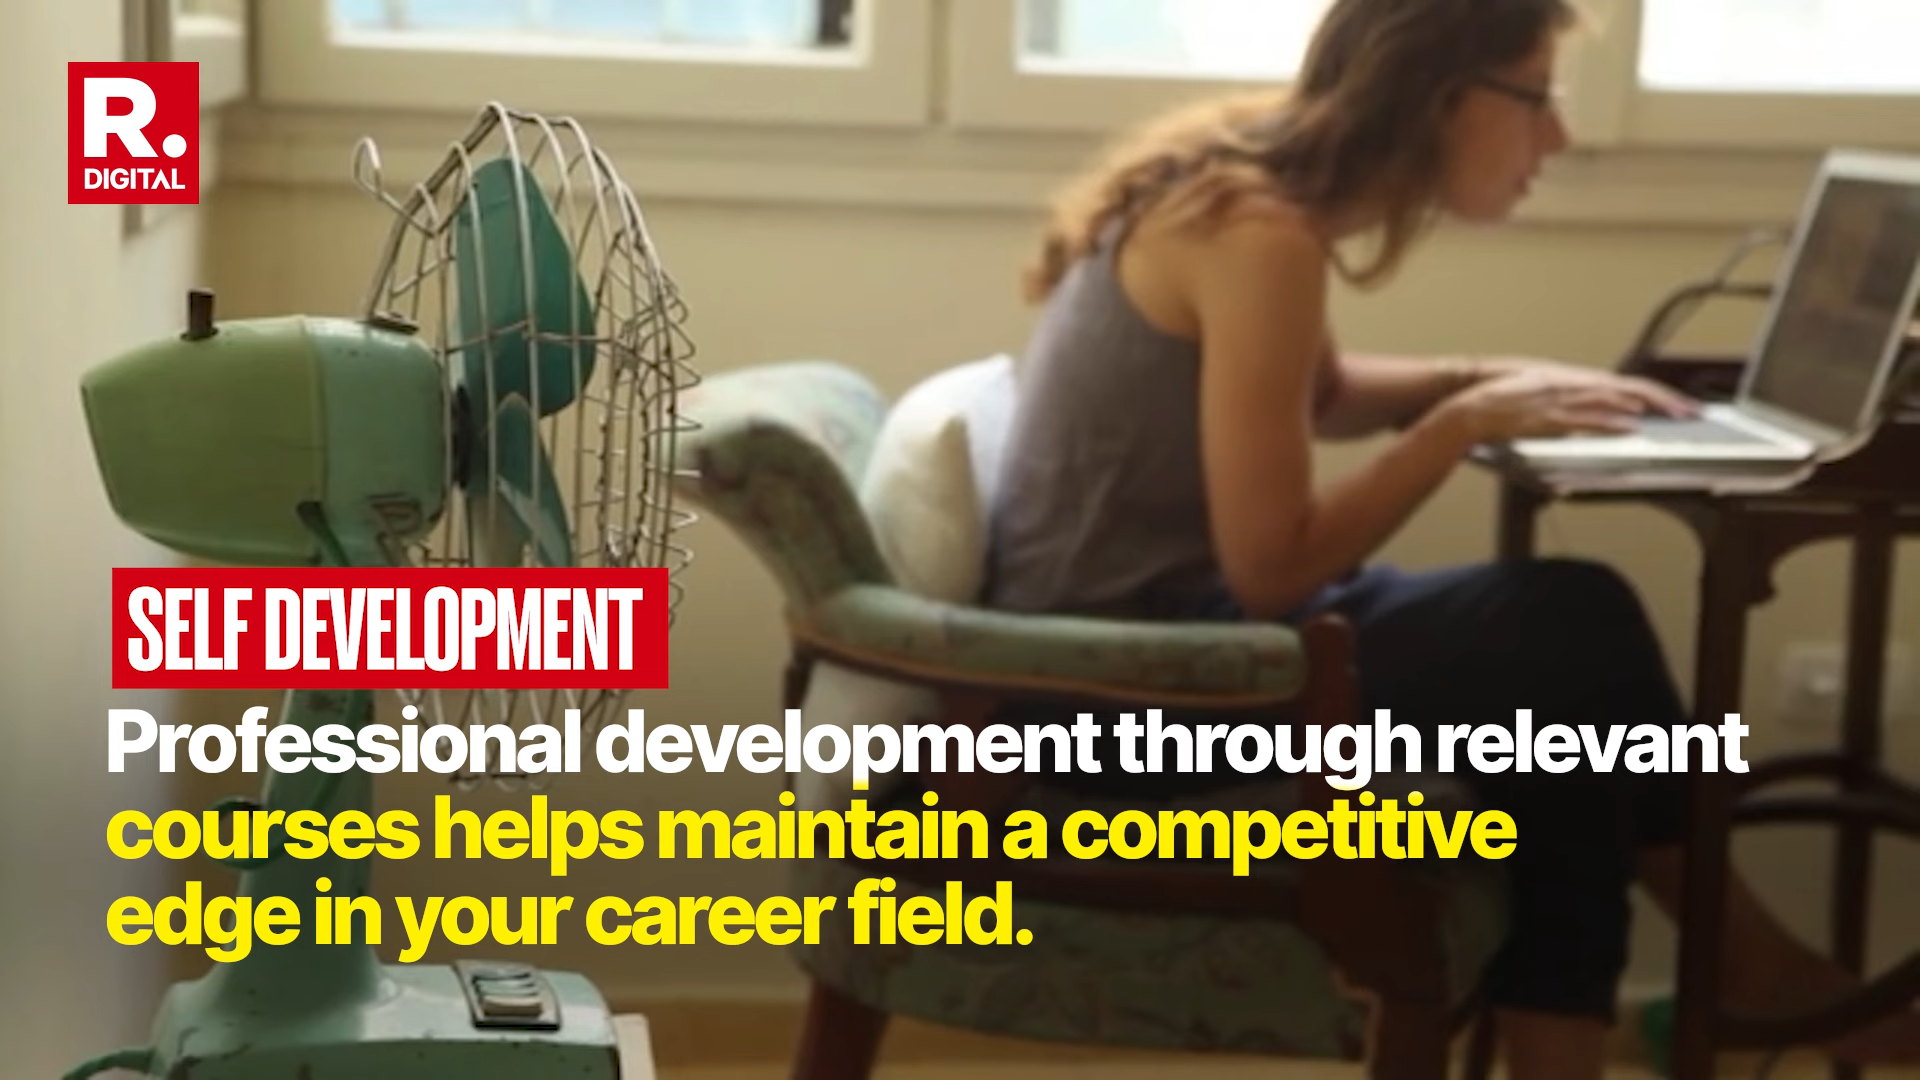 R.
DIGITAL
SELF DEVELOPMENT
Professional development through relevant
courses helps maintain a competitive
edge in your career field.